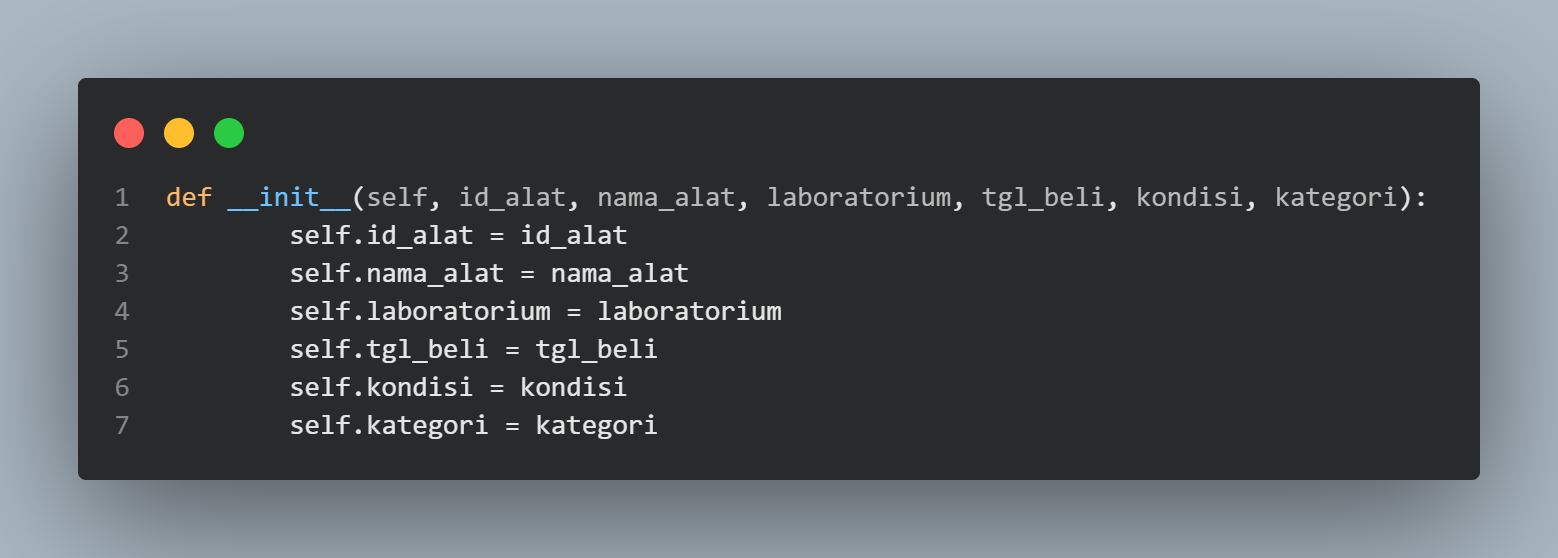 1 def __init__(self, id_alat, nama_alat, laboratorium, tgl_beli, kondisi, kategori):
2         self.id_alat = id_alat
3         self.nama_alat = nama_alat
4         self.laboratorium = laboratorium
5         self.tgl_beli = tgl_beli
6         self.kondisi = kondisi
7         self.kategori = kategori